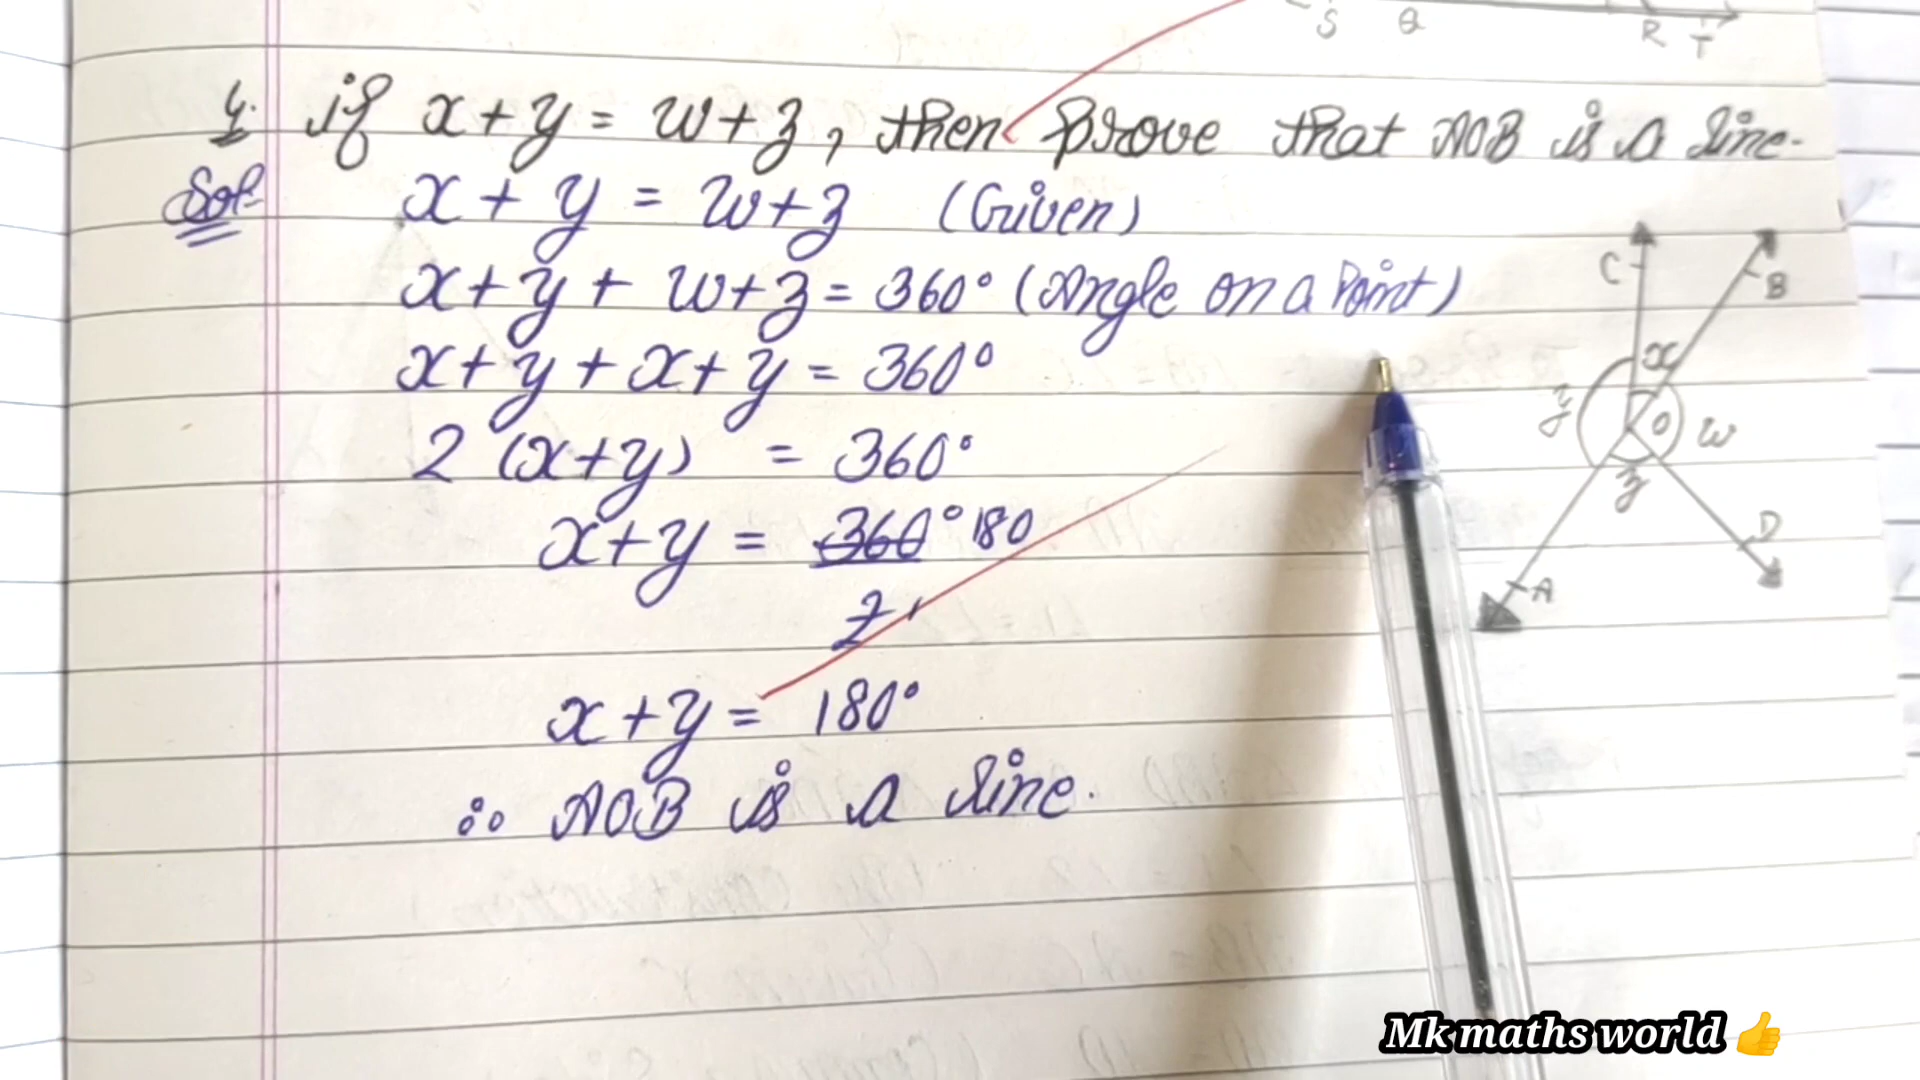 S Q R T
4. if x + y = w + z, then prove that AOB is a line.
Sol. x + y = w + z (Given)
x + y + w + z = 360° (Angle on a Point)
x + y + x + y = 360°
2 (x + y) = 360°
x + y = 360° 180
2 1
x + y = 180°
∴ AOB is a line.
C B
x
y O w
z
D
A
Mk maths world 👍